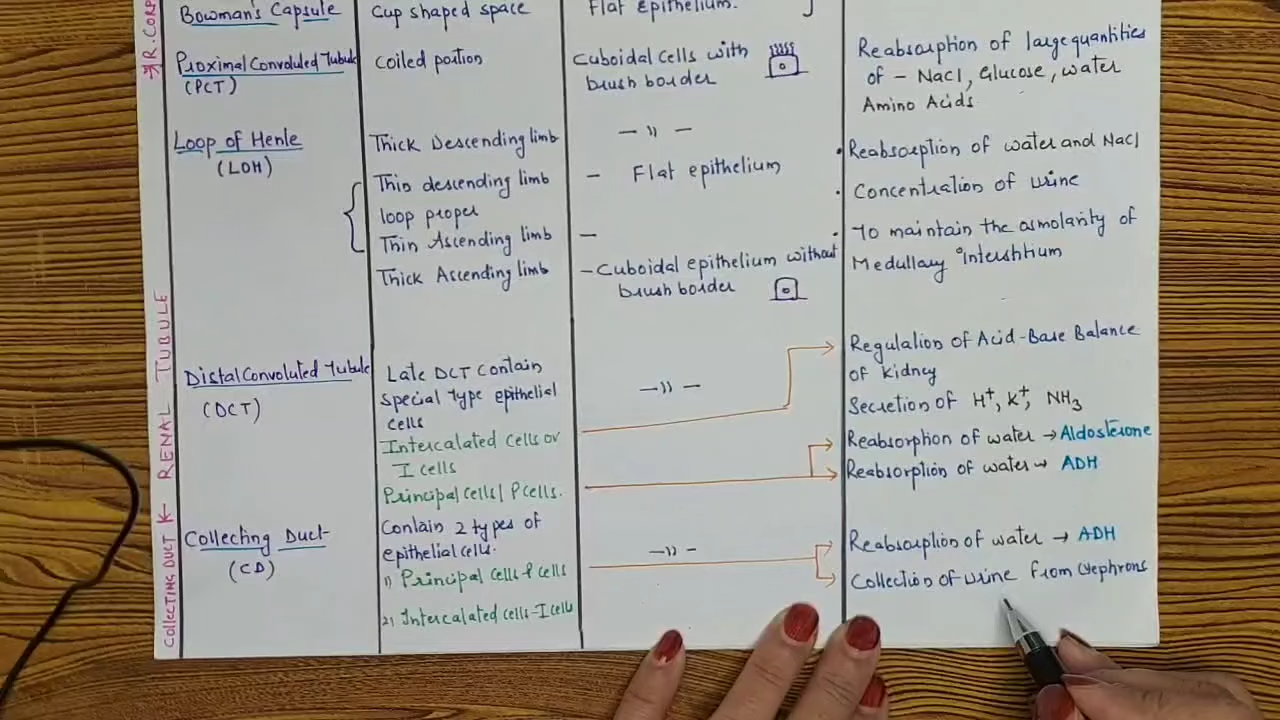 Bowman's Capsule
Cup shaped space
Flat Epithelium.
R.CORP
Proximal Convoluted Tubule
(PCT)
Coiled portion
Cuboidal Cells with
brush border
Reabsorption of large quantities
of - NaCl, Glucose, water
Amino Acids
Loop of Henle
(LOH)
Thick Descending limb
Thin descending limb
loop proper
Thin Ascending limb
Thick Ascending limb
— 〃 —
- Flat epithelium
-
- Cuboidal epithelium without
brush border
Reabsorption of water and NaCl
Concentration of urine
To maintain the osmolarity of
Medullary interstitium
RENAL TUBULE
Distal Convoluted Tubule
(DCT)
Late DCT contain
special type epithelial
cells
Intercalated cells or
I cells
Principal cells/ P cells.
— 〃 —
Regulation of Acid-Base Balance
of kidney
Secretion of H⁺, K⁺, NH₃
Reabsorption of water → Aldosterone
Reabsorption of water → ADH
COLLECTING DUCT
Collecting Duct
(CD)
Contain 2 types of
epithelial cells.
1) Principal cells-P cells
2) Intercalated cells-I cells
— 〃 —
Reabsorption of water → ADH
Collection of urine from Nephrons